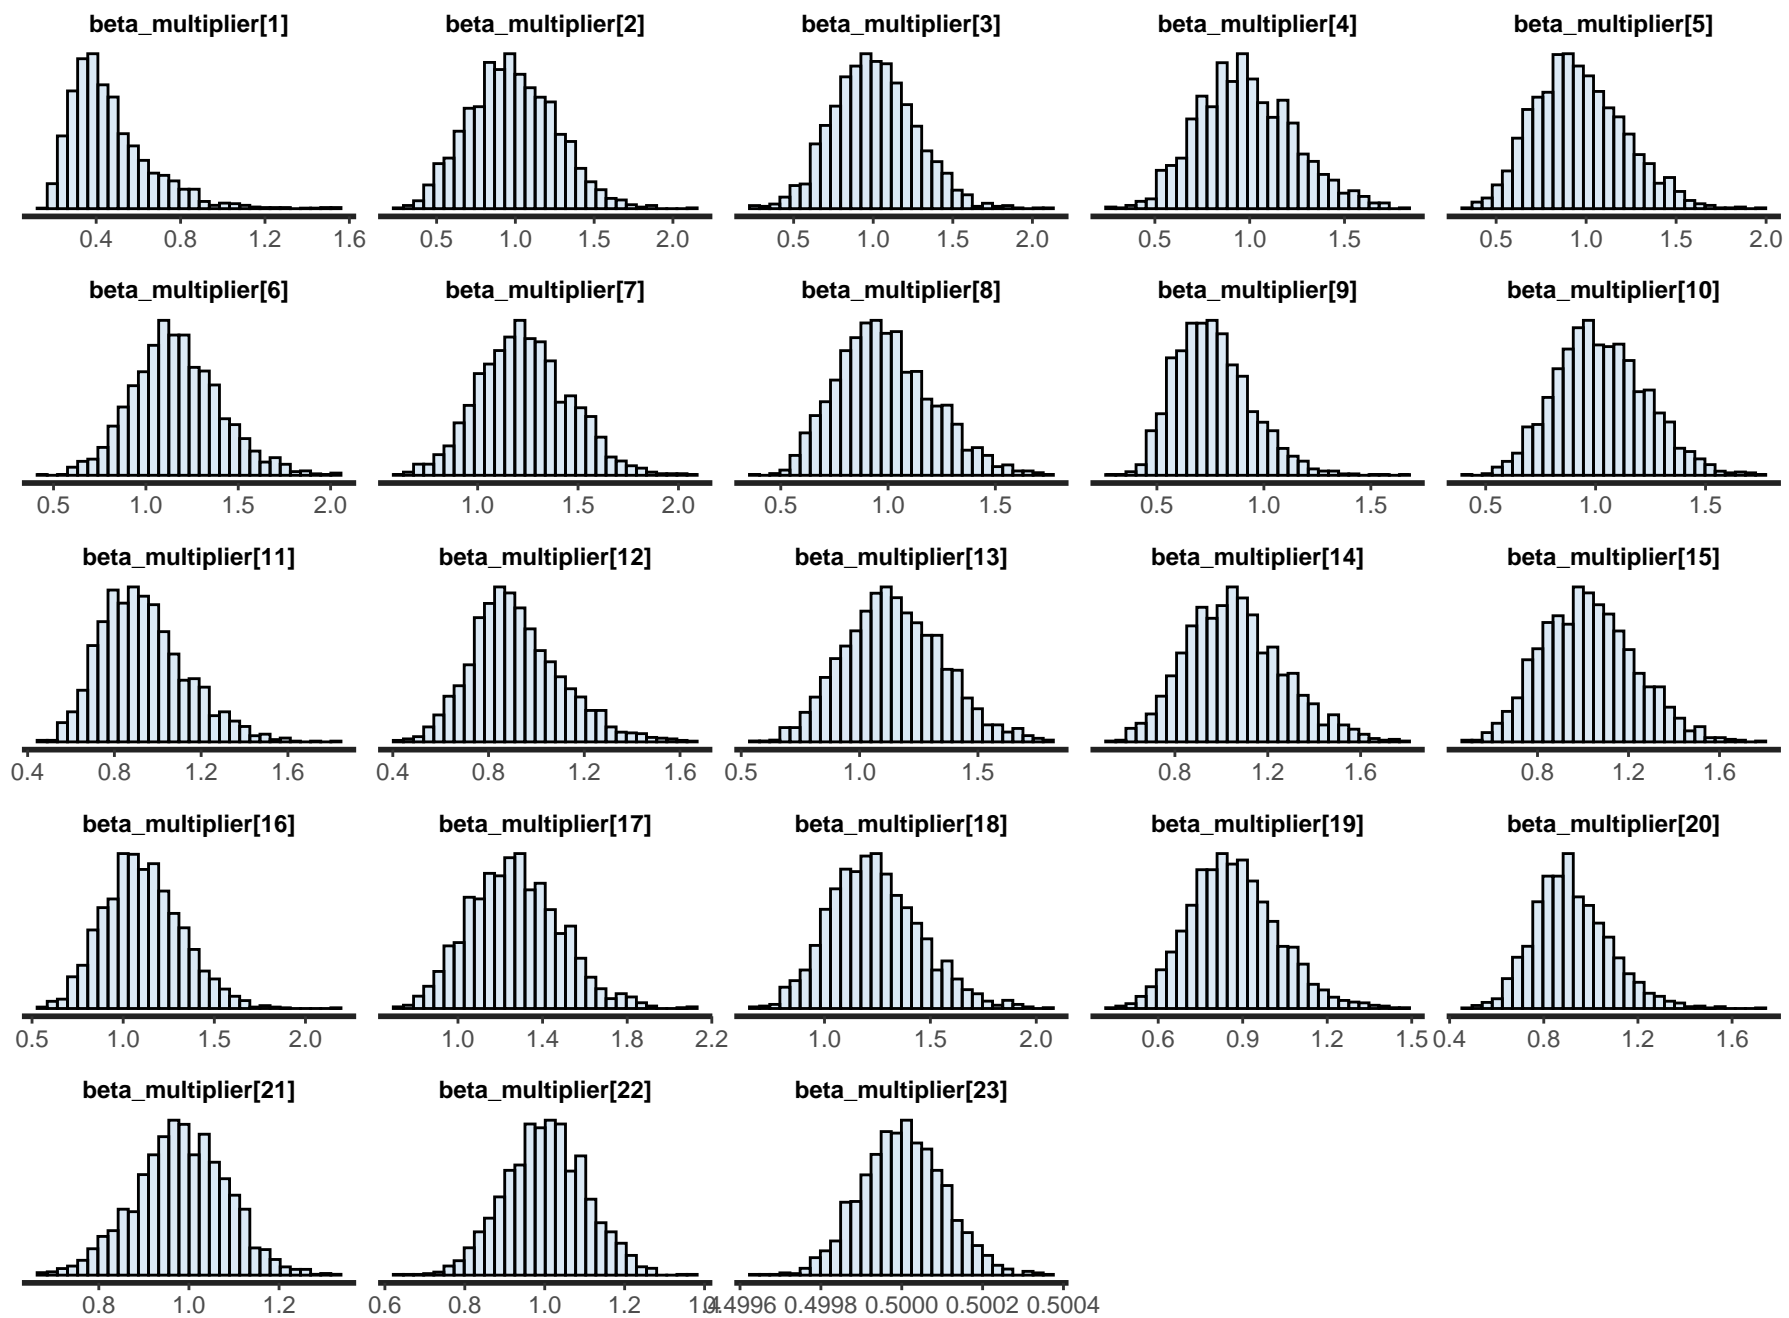 beta_multiplier[1] beta_multiplier[2] beta_multiplier[3] beta_multiplier[4] beta_multiplier[5]
0.4 0.8 1.2 1.6 0.5 1.0 1.5 2.0 0.5 1.0 1.5 2.0 0.5 1.0 1.5 0.5 1.0 1.5 2.0
beta_multiplier[6] beta_multiplier[7] beta_multiplier[8] beta_multiplier[9] beta_multiplier[10]
0.5 1.0 1.5 2.0 1.0 1.5 2.0 0.5 1.0 1.5 0.5 1.0 1.5 0.5 1.0 1.5
beta_multiplier[11] beta_multiplier[12] beta_multiplier[13] beta_multiplier[14] beta_multiplier[15]
0.4 0.8 1.2 1.6 0.4 0.8 1.2 1.6 0.5 1.0 1.5 0.8 1.2 1.6 0.8 1.2 1.6
beta_multiplier[16] beta_multiplier[17] beta_multiplier[18] beta_multiplier[19] beta_multiplier[20]
0.5 1.0 1.5 2.0 1.0 1.4 1.8 2.2 1.0 1.5 2.0 0.6 0.9 1.2 1.5 0.4 0.8 1.2 1.6
beta_multiplier[21] beta_multiplier[22] beta_multiplier[23]
0.8 1.0 1.2 0.6 0.8 1.0 1.2 1.4 0.4996 0.4998 0.5000 0.5002 0.5004